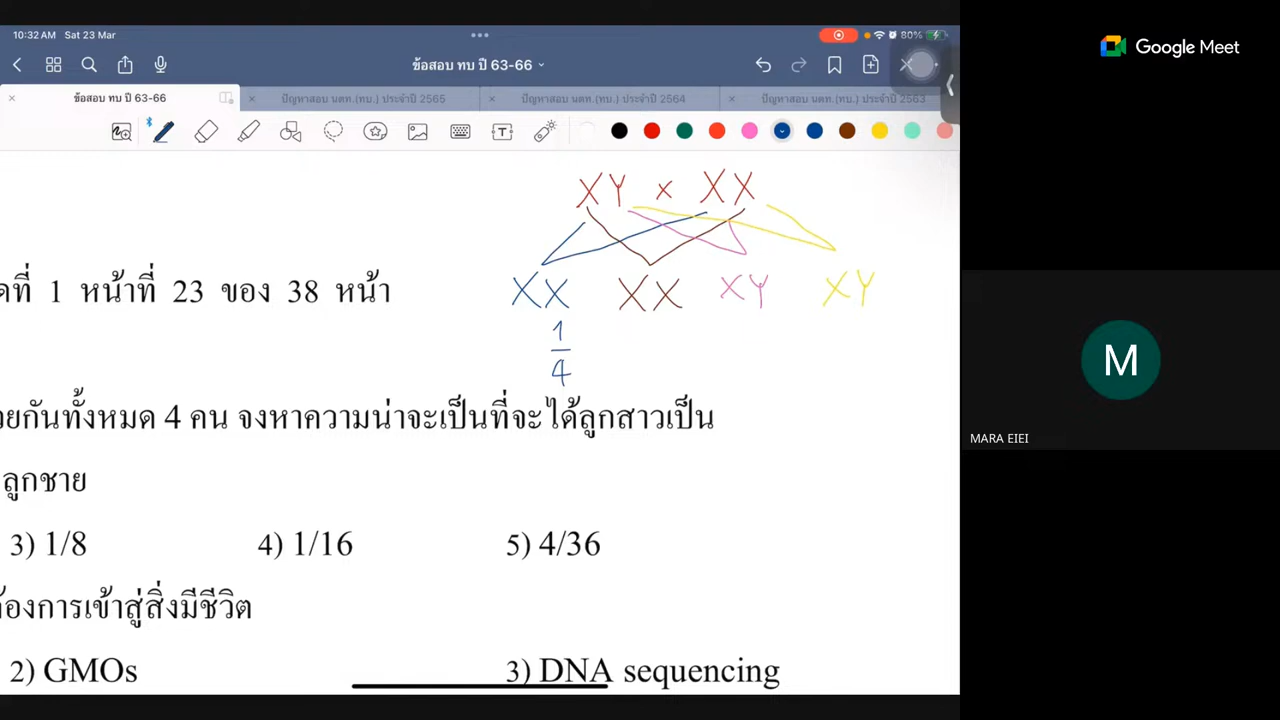 10:32 AM Sat 23 Mar
80%
Google Meet
ข้อสอบ ทบ ปี 63-66
ข้อสอบ ทบ ปี 63-66
ปัญหาสอบ นตท.(ทบ.) ประจำปี 2565
ปัญหาสอบ นตท.(ทบ.) ประจำปี 2564
ปัญหาสอบ นตท.(ทบ.) ประจำปี 2563
T
XY x XX
ดที่ 1 หน้าที่ 23 ของ 38 หน้า
XX XX XY XY
1
4
M
วยกันทั้งหมด 4 คน จงหาความน่าจะเป็นที่จะได้ลูกสาวเป็น
MARA EIEI
ลูกชาย
3) 1/8 4) 1/16 5) 4/36
ต้องการเข้าสู่สิ่งมีชีวิต
2) GMOs 3) DNA sequencing